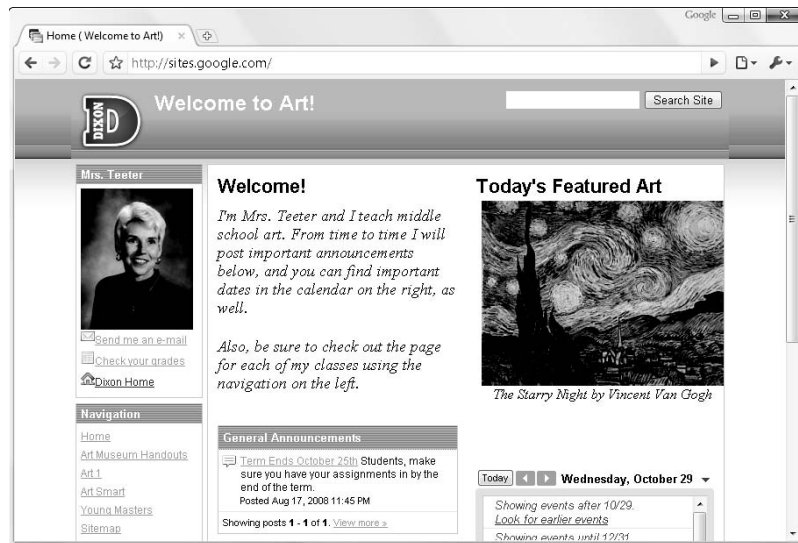 Google
Home ( Welcome to Art!)
http://sites.google.com/
DIXON D
Welcome to Art!
Search Site
Mrs. Teeter
Send me an e-mail
Check your grades
Dixon Home
Navigation
Home
Art Museum Handouts
Art 1
Art Smart
Young Masters
Sitemap
Welcome!
I'm Mrs. Teeter and I teach middle
school art. From time to time I will
post important announcements
below, and you can find important
dates in the calendar on the right, as
well.
Also, be sure to check out the page
for each of my classes using the
navigation on the left.
General Announcements
Term Ends October 25th Students, make
sure you have your assignments in by the
end of the term.
Posted Aug 17, 2008 11:45 PM
Showing posts 1 - 1 of 1. View more »
Today's Featured Art
The Starry Night by Vincent Van Gogh
Today Wednesday, October 29
Showing events after 10/29.
Look for earlier events
Showing events until 12/31.